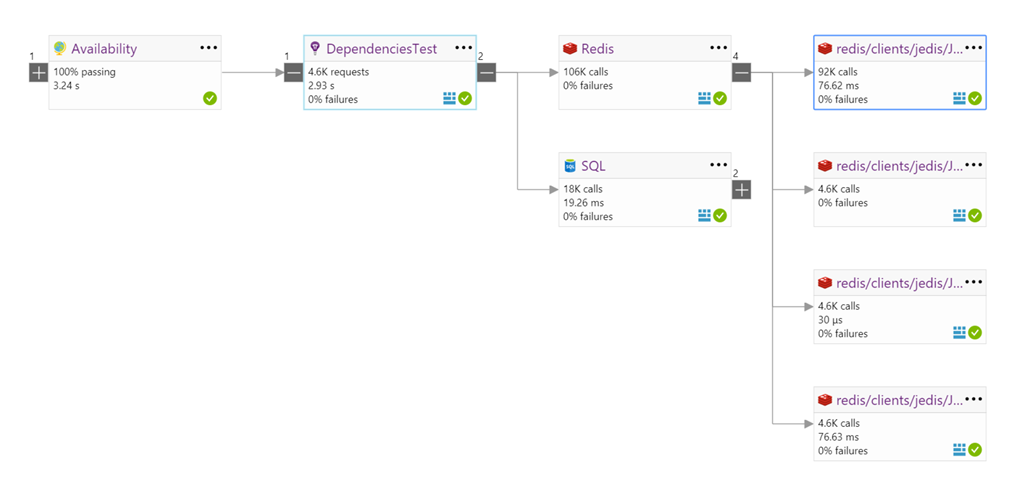 1
Availability
100% passing
3.24 s
1
DependenciesTest
4.6K requests
2.93 s
0% failures
2
Redis
106K calls
0% failures
4
redis/clients/jedis/J...
92K calls
76.62 ms
0% failures
SQL
SQL
18K calls
19.26 ms
0% failures
2
redis/clients/jedis/J...
4.6K calls
0% failures
redis/clients/jedis/J...
4.6K calls
30 µs
0% failures
redis/clients/jedis/J...
4.6K calls
76.63 ms
0% failures